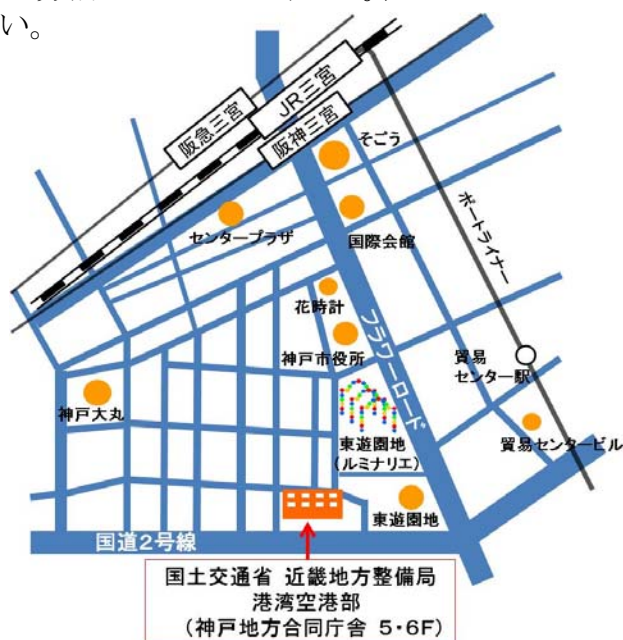 い。
阪急三宮
JR三宮
阪神三宮
そごう
センタープラザ
国際会館
ポートライナー
花時計
フラワーロード
神戸市役所
貿易
センター駅
神戸大丸
東遊園地
(ルミナリエ)
貿易センタービル
東遊園地
国道2号線
国土交通省 近畿地方整備局
港湾空港部
(神戸地方合同庁舎 5・6F)